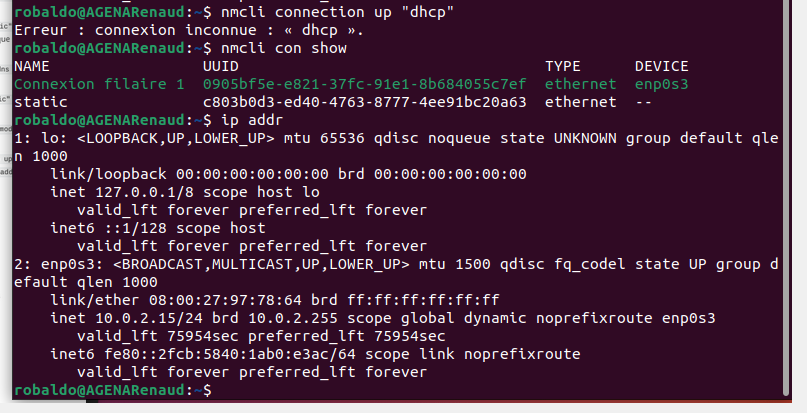 robaldo@AGENARenaud:~$ nmcli connection up "dhcp"
Erreur : connexion inconnue : « dhcp ».
robaldo@AGENARenaud:~$ nmcli con show
NAME                  UUID                                  TYPE      DEVICE
Connexion filaire 1  0905bf5e-e821-37fc-91e1-8b684055c7ef  ethernet  enp0s3
static                c803b0d3-ed40-4763-8777-4ee91bc20a63  ethernet  --
robaldo@AGENARenaud:~$ ip addr
1: lo: <LOOPBACK,UP,LOWER_UP> mtu 65536 qdisc noqueue state UNKNOWN group default qle
n 1000
    link/loopback 00:00:00:00:00:00 brd 00:00:00:00:00:00
    inet 127.0.0.1/8 scope host lo
       valid_lft forever preferred_lft forever
    inet6 ::1/128 scope host
       valid_lft forever preferred_lft forever
2: enp0s3: <BROADCAST,MULTICAST,UP,LOWER_UP> mtu 1500 qdisc fq_codel state UP group d
efault qlen 1000
    link/ether 08:00:27:97:78:64 brd ff:ff:ff:ff:ff:ff
    inet 10.0.2.15/24 brd 10.0.2.255 scope global dynamic noprefixroute enp0s3
       valid_lft 75954sec preferred_lft 75954sec
    inet6 fe80::2fcb:5840:1ab0:e3ac/64 scope link noprefixroute
       valid_lft forever preferred_lft forever
robaldo@AGENARenaud:~$